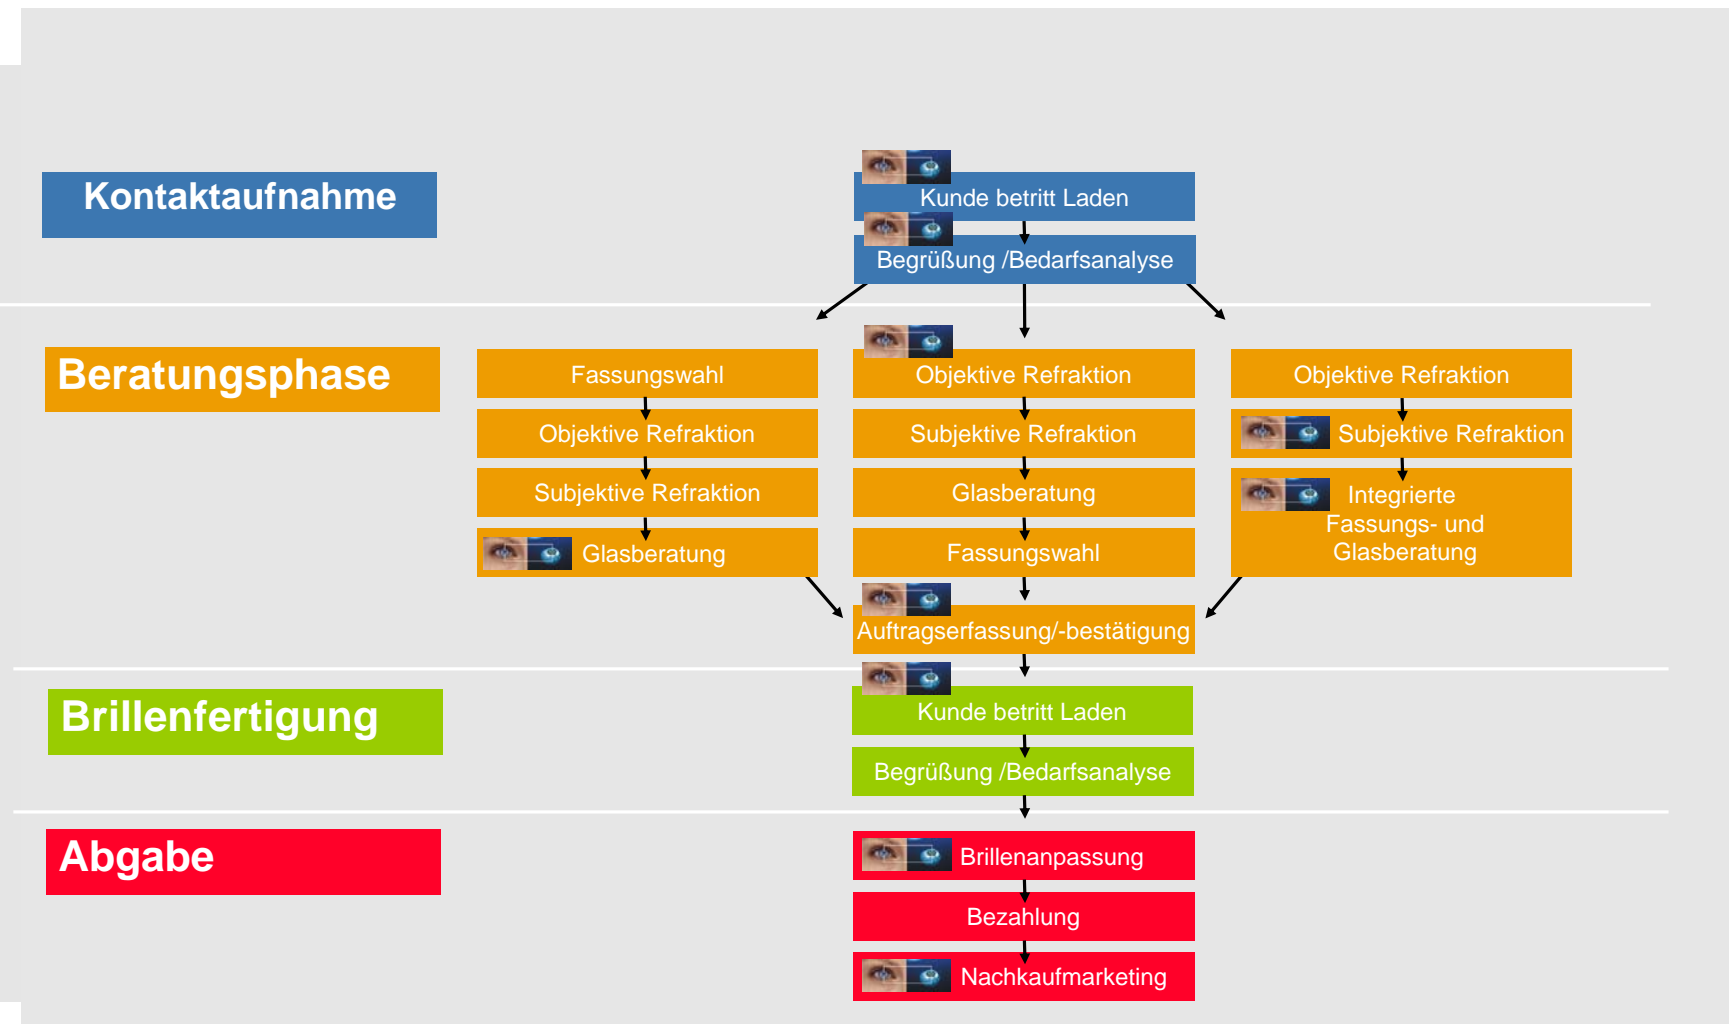 Kontaktaufnahme
Kunde betritt Laden
Begrüßung /Bedarfsanalyse
Beratungsphase
Fassungswahl
Objektive Refraktion
Subjektive Refraktion
Glasberatung
Objektive Refraktion
Subjektive Refraktion
Glasberatung
Fassungswahl
Objektive Refraktion
Subjektive Refraktion
Integrierte
Fassungs- und
Glasberatung
Auftragserfassung/-bestätigung
Brillenfertigung
Kunde betritt Laden
Begrüßung /Bedarfsanalyse
Abgabe
Brillenanpassung
Bezahlung
Nachkaufmarketing